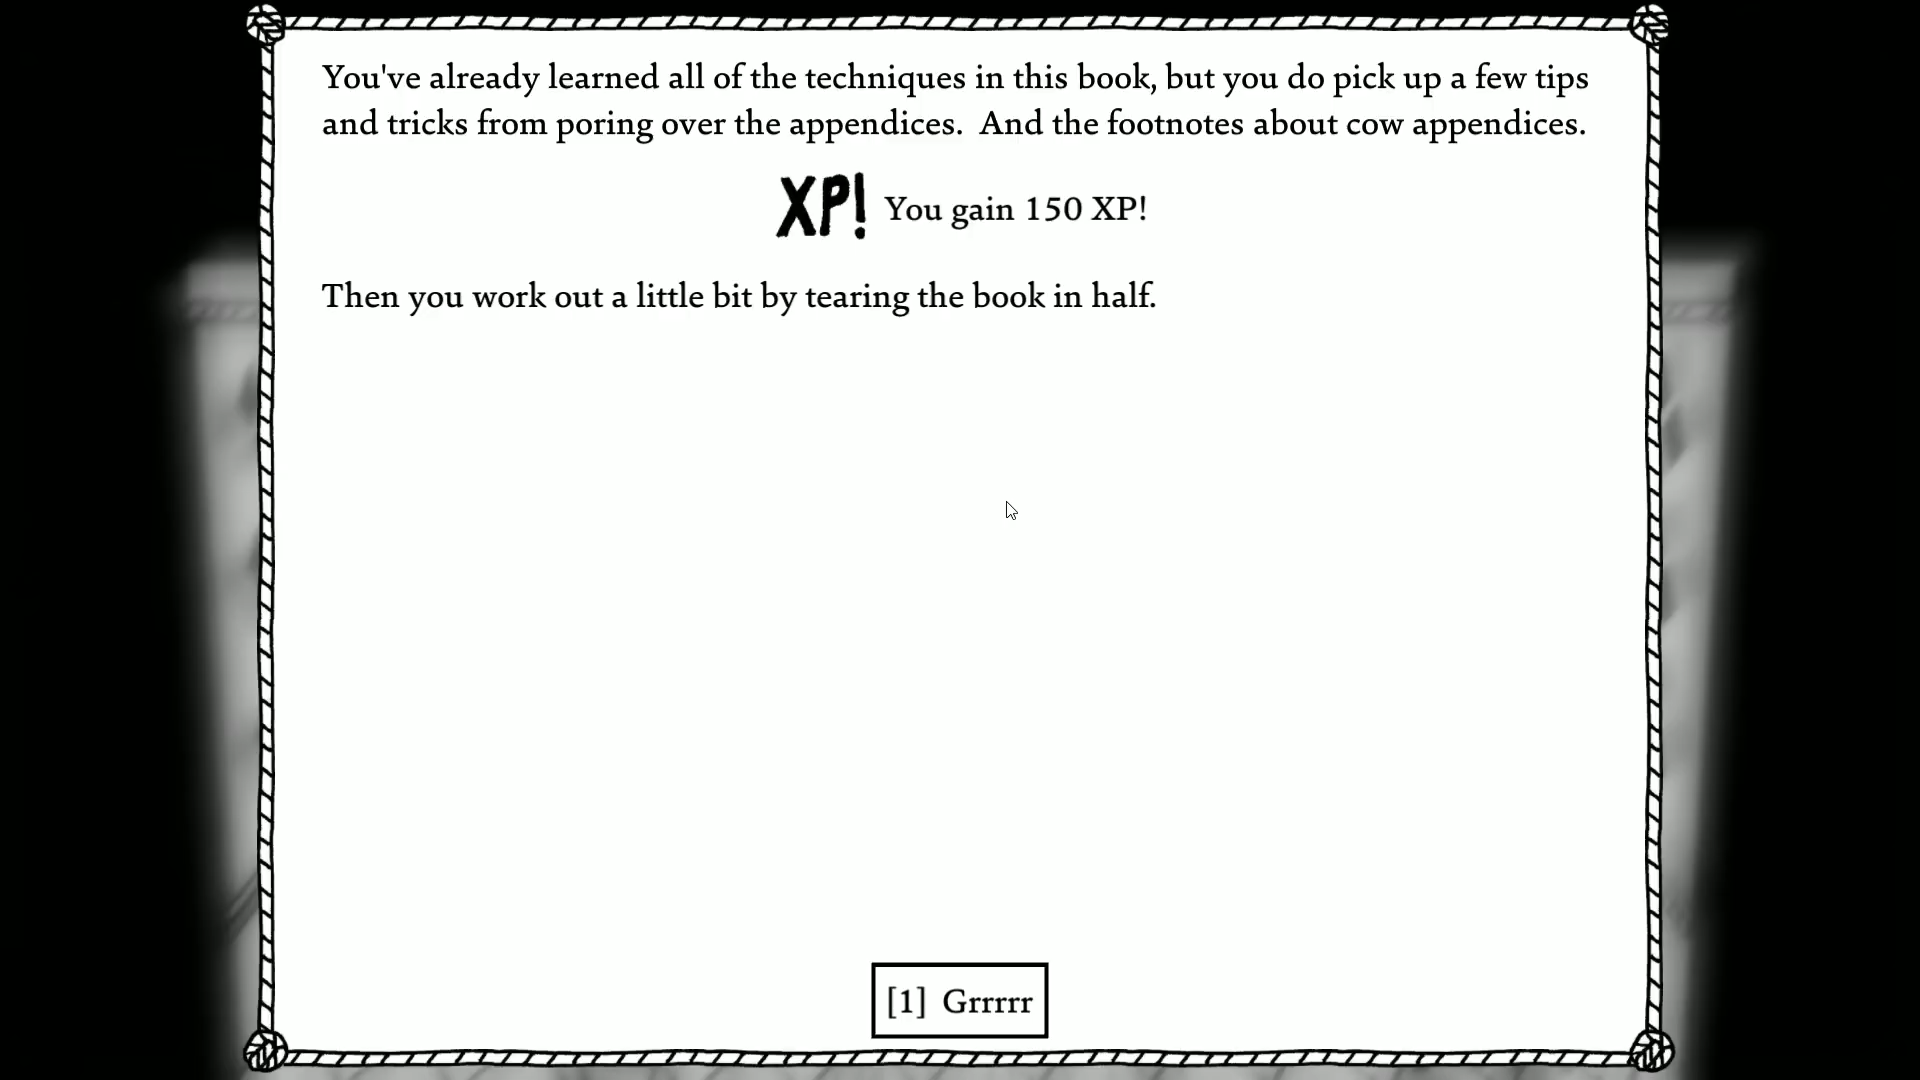 You've already learned all of the techniques in this book, but you do pick up a few tips
and tricks from poring over the appendices.  And the footnotes about cow appendices.
XP! You gain 150 XP!
Then you work out a little bit by tearing the book in half.
[1] Grrrrr